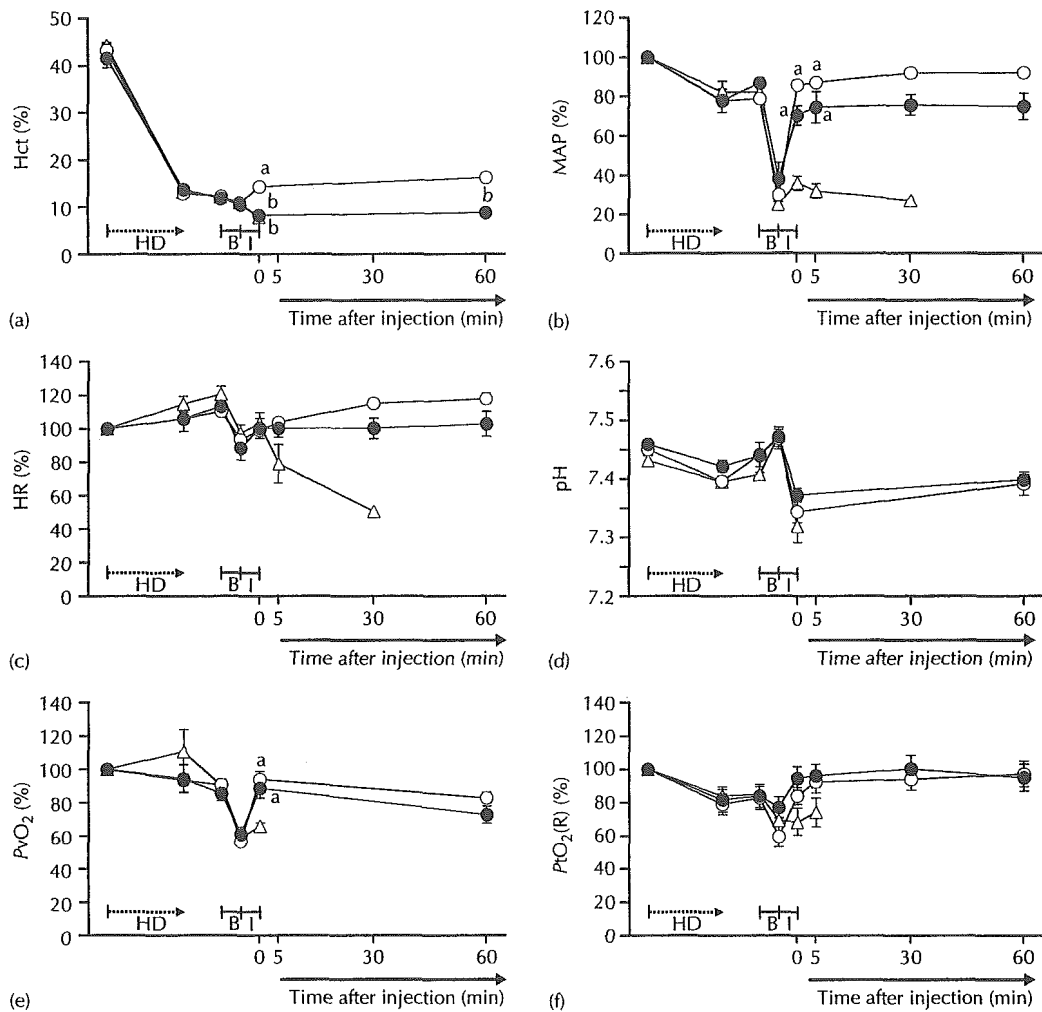 50
40
30
20
10
0
Hct (%)
a
b
b
b
HD
B
I
0
5
30
60
Time after injection (min)
(a)
120
100
80
60
40
20
0
MAP (%)
a
a
a
a
HD
B
I
0
5
30
60
Time after injection (min)
(b)
140
120
100
80
60
40
20
0
HR (%)
HD
B
I
0
5
30
60
Time after injection (min)
(c)
7.6
7.5
7.4
7.3
7.2
pH
HD
B
I
0
5
30
60
Time after injection (min)
(d)
140
120
100
80
60
40
20
0
PvO2 (%)
a
a
HD
B
I
0
5
30
60
Time after injection (min)
(e)
140
120
100
80
60
40
20
0
PtO2(R) (%)
HD
B
I
0
5
30
60
Time after injection (min)
(f)